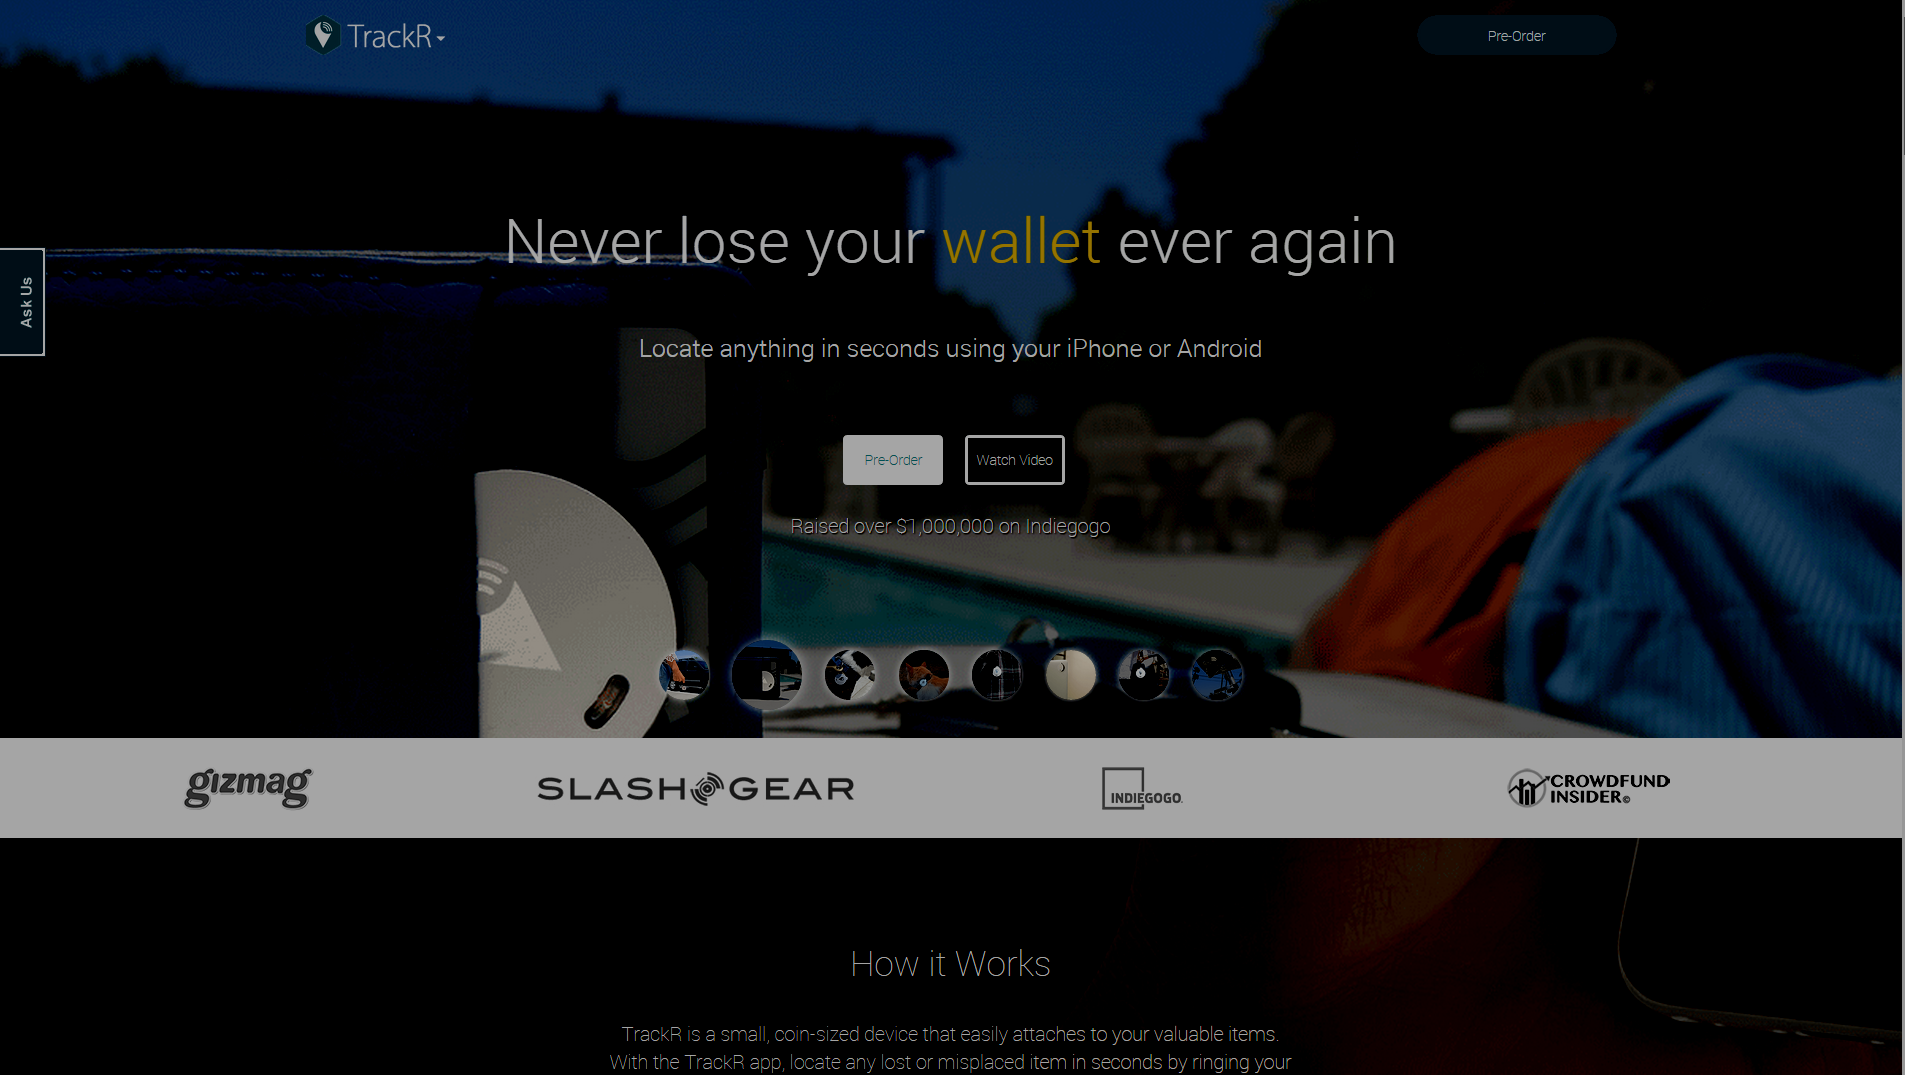 TrackR
Pre-Order
Never lose your wallet ever again
Ask Us
Locate anything in seconds using your iPhone or Android
Pre-Order
Watch Video
Raised over $1,000,000 on Indiegogo
gizmag
SLASHGEAR
INDIEGOGO
CROWDFUND
INSIDER©
How it Works
TrackR is a small, coin-sized device that easily attaches to your valuable items.
With the TrackR app, locate any lost or misplaced item in seconds by ringing your